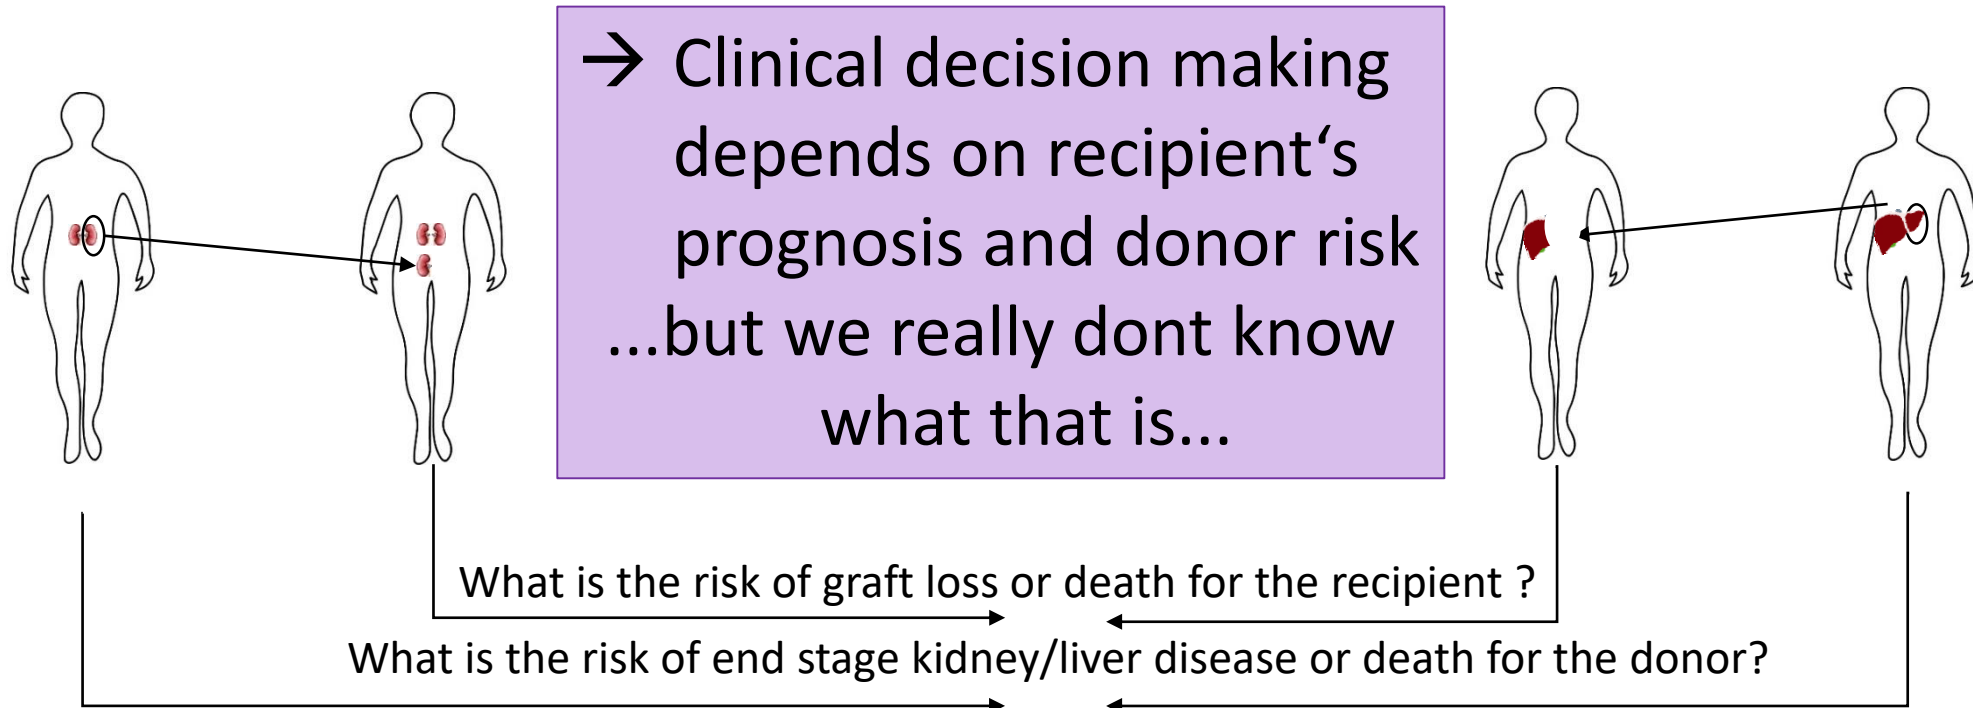 → Clinical decision making
depends on recipient‘s
prognosis and donor risk
...but we really dont know
what that is...
What is the risk of graft loss or death for the recipient ?
What is the risk of end stage kidney/liver disease or death for the donor?